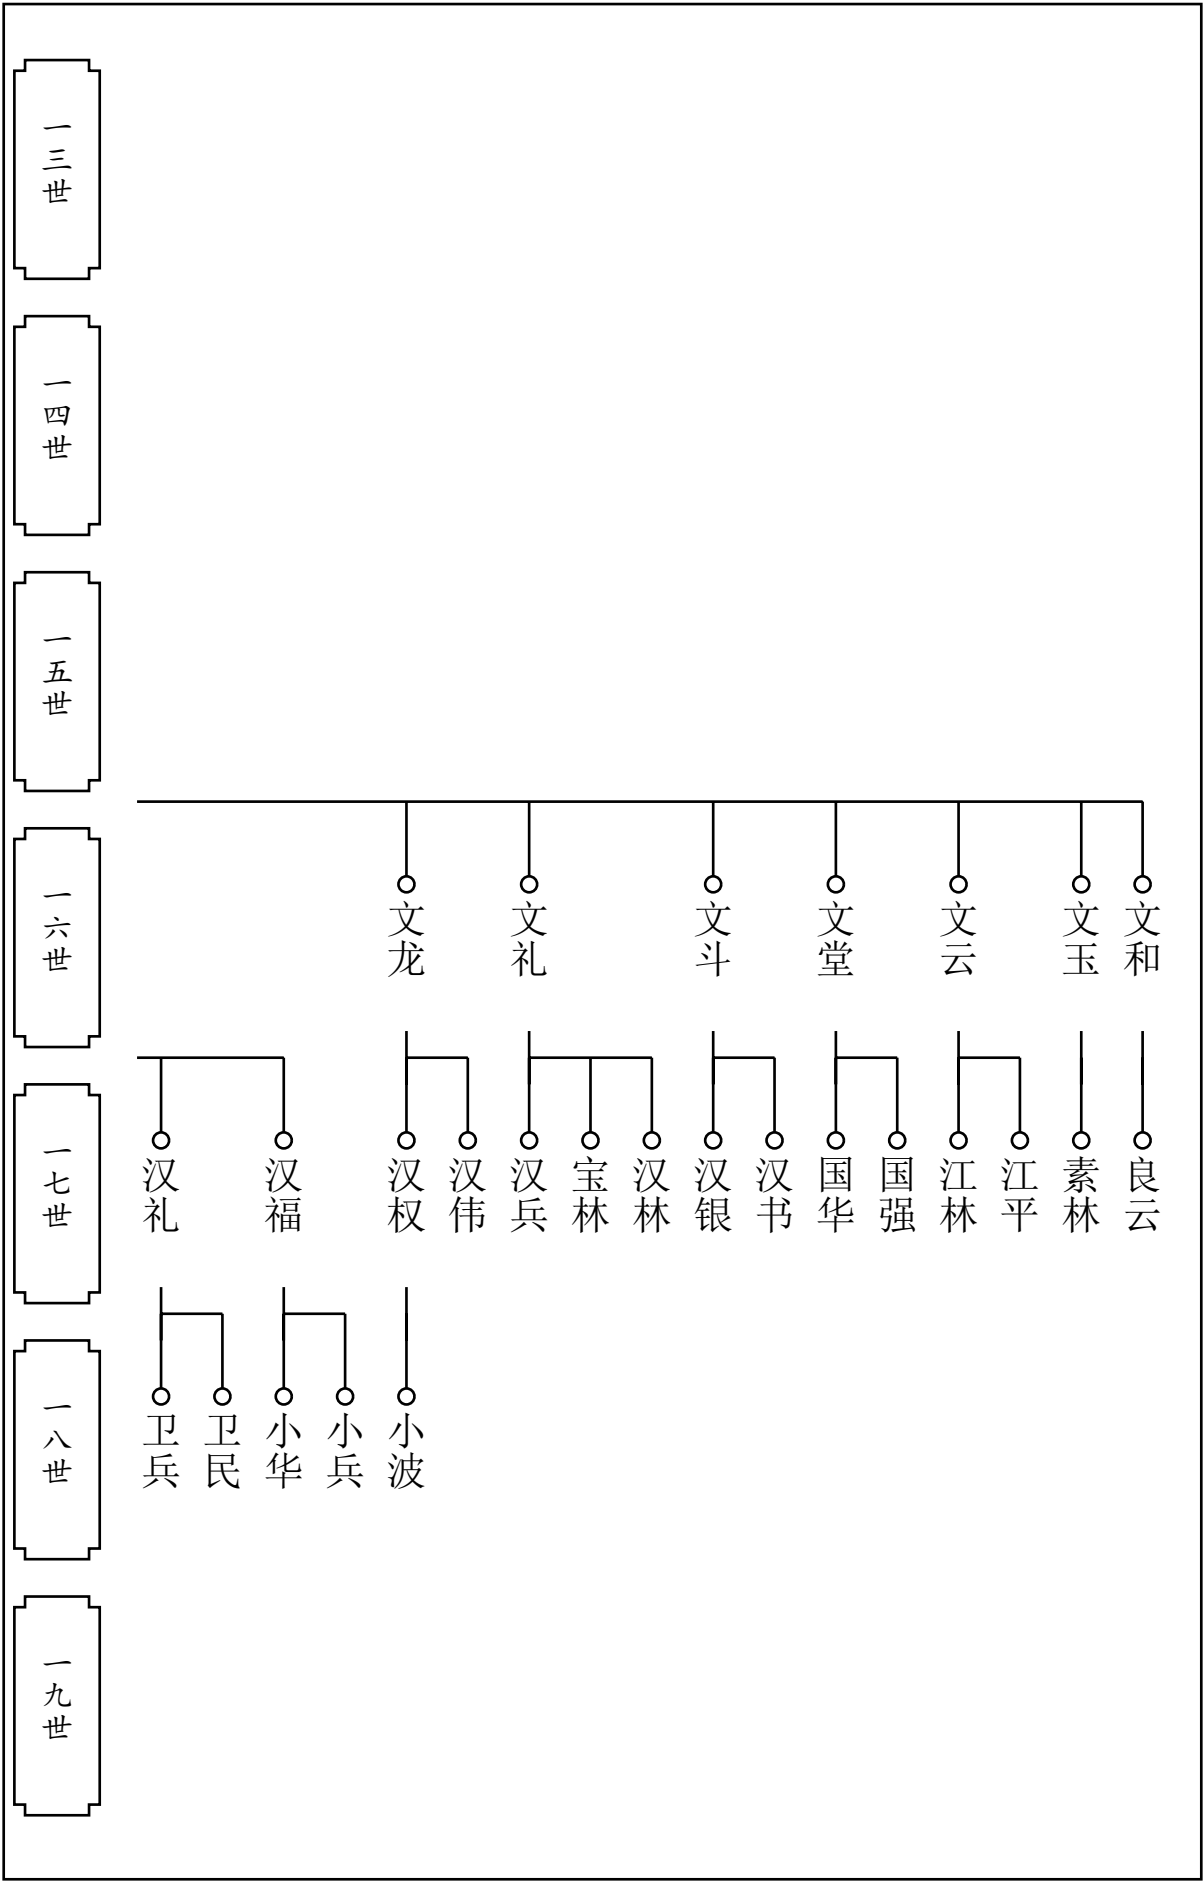 一三世
一四世
一五世
一六世
文龙
文礼
文斗
文堂
文云
文玉
文和
一七世
汉礼
汉福
汉权
汉伟
汉兵
宝林
汉林
汉银
汉书
国华
国强
江林
江平
素林
良云
一八世
卫兵
卫民
小华
小兵
小波
一九世